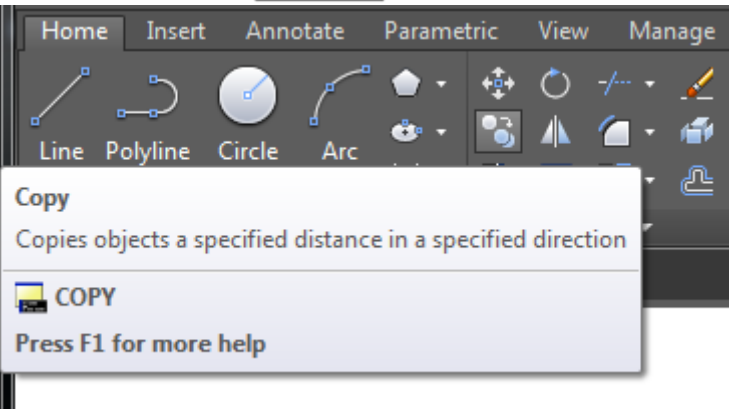 Home Insert Annotate Parametric View Manage
Line Polyline Circle Arc
Copy
Copies objects a specified distance in a specified direction
COPY
Press F1 for more help